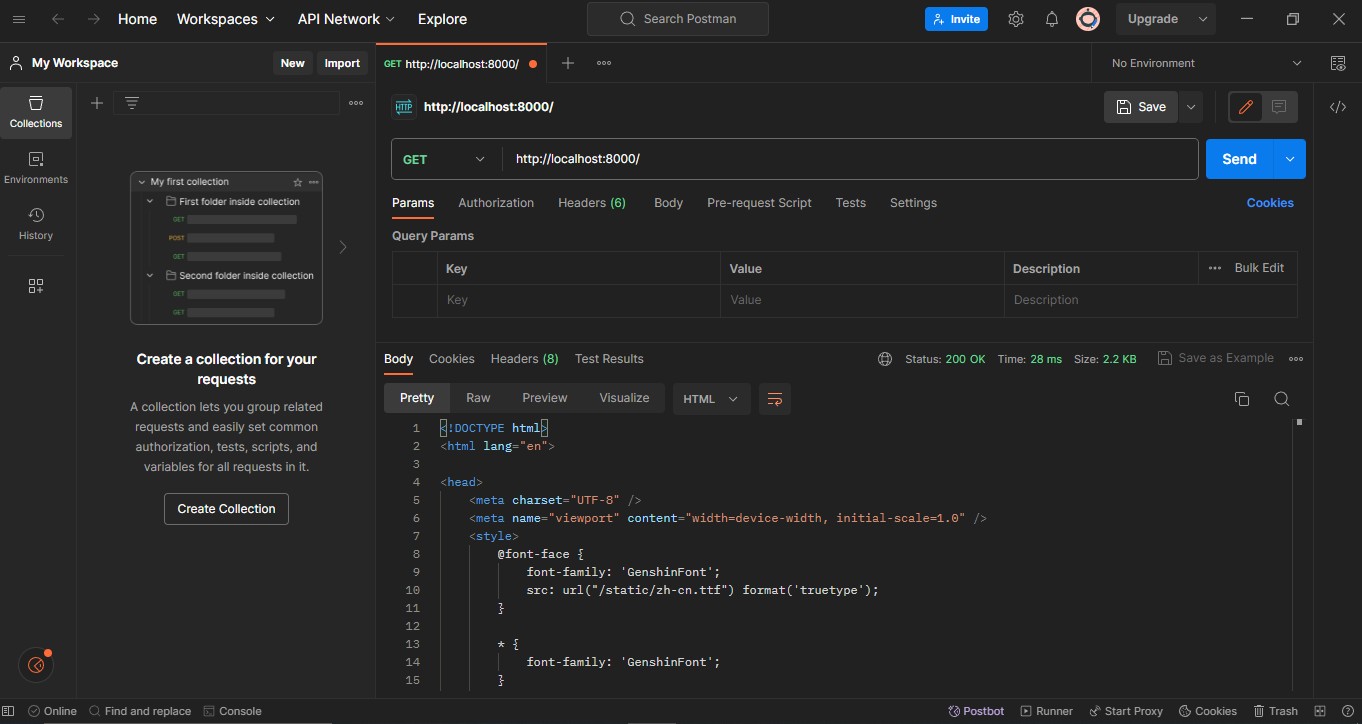 Home Workspaces API Network Explore Search Postman Invite Upgrade
My Workspace New Import GET http://localhost:8000/ No Environment
Collections
Environments
History
My first collection
First folder inside collection
GET
POST
GET
Second folder inside collection
GET
GET
Create a collection for your
requests
A collection lets you group related
requests and easily set common
authorization, tests, scripts, and
variables for all requests in it.
Create Collection
HTTP http://localhost:8000/ Save
GET http://localhost:8000/ Send
Params Authorization Headers (6) Body Pre-request Script Tests Settings Cookies
Query Params
Key Value Description Bulk Edit
Key Value Description
Body Cookies Headers (8) Test Results Status: 200 OK Time: 28 ms Size: 2.2 KB Save as Example
Pretty Raw Preview Visualize HTML
1 <!DOCTYPE html>
2 <html lang="en">
3
4 <head>
5 <meta charset="UTF-8" />
6 <meta name="viewport" content="width=device-width, initial-scale=1.0" />
7 <style>
8 @font-face {
9 font-family: 'GenshinFont';
10 src: url("/static/zh-cn.ttf") format('truetype');
11 }
12
13 * {
14 font-family: 'GenshinFont';
15 }
Online Find and replace Console Postbot Runner Start Proxy Cookies Trash